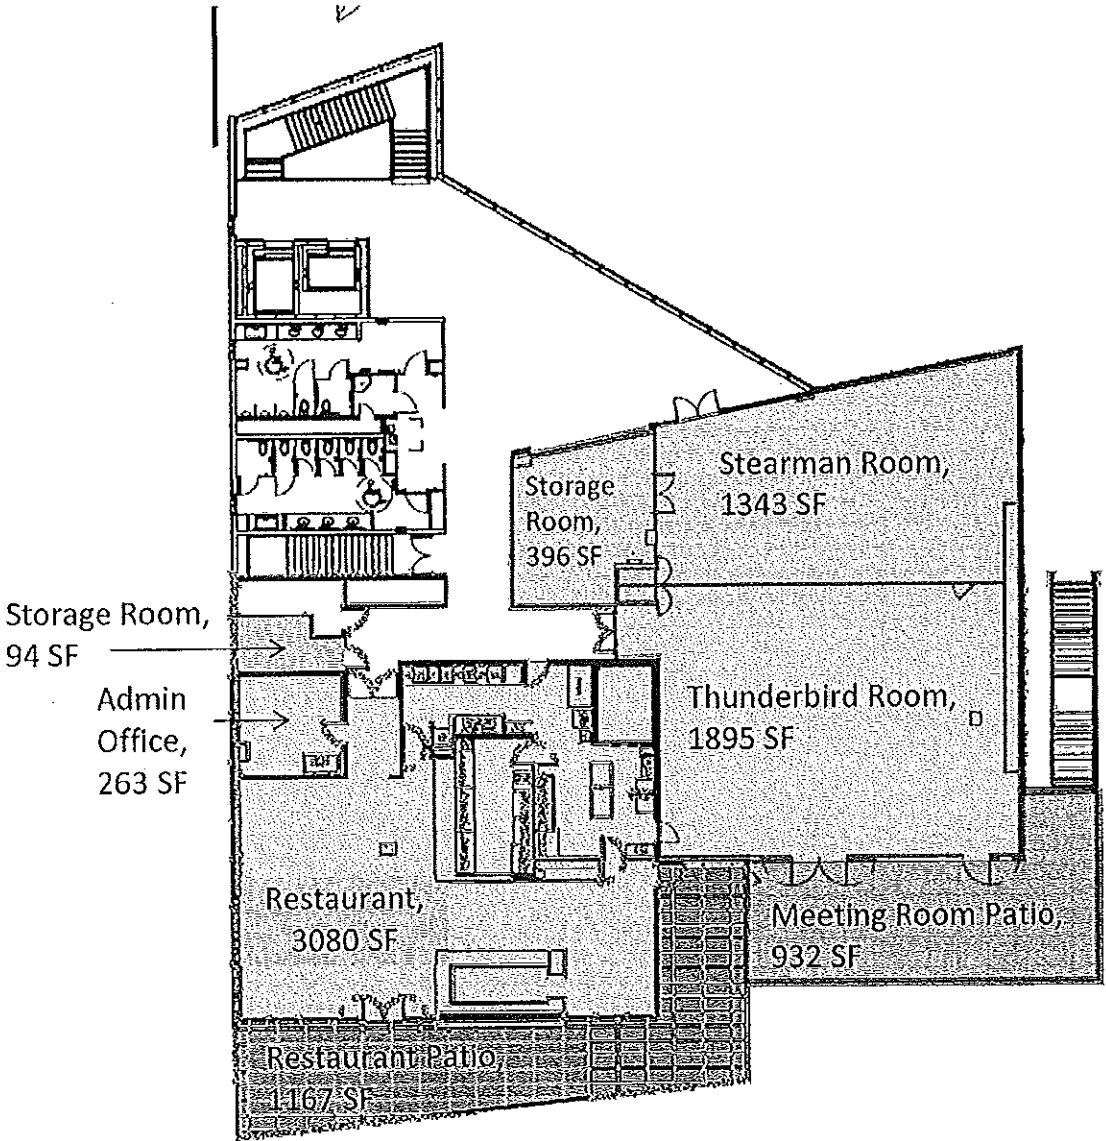 Stearman Room,
1343 SF
Storage
Room,
396 SF
Storage Room,
94 SF
Admin
Office,
263 SF
Thunderbird Room,
1895 SF
Restaurant,
3080 SF
Meeting Room Patio,
932 SF
Restaurant Patio,
1167 SF